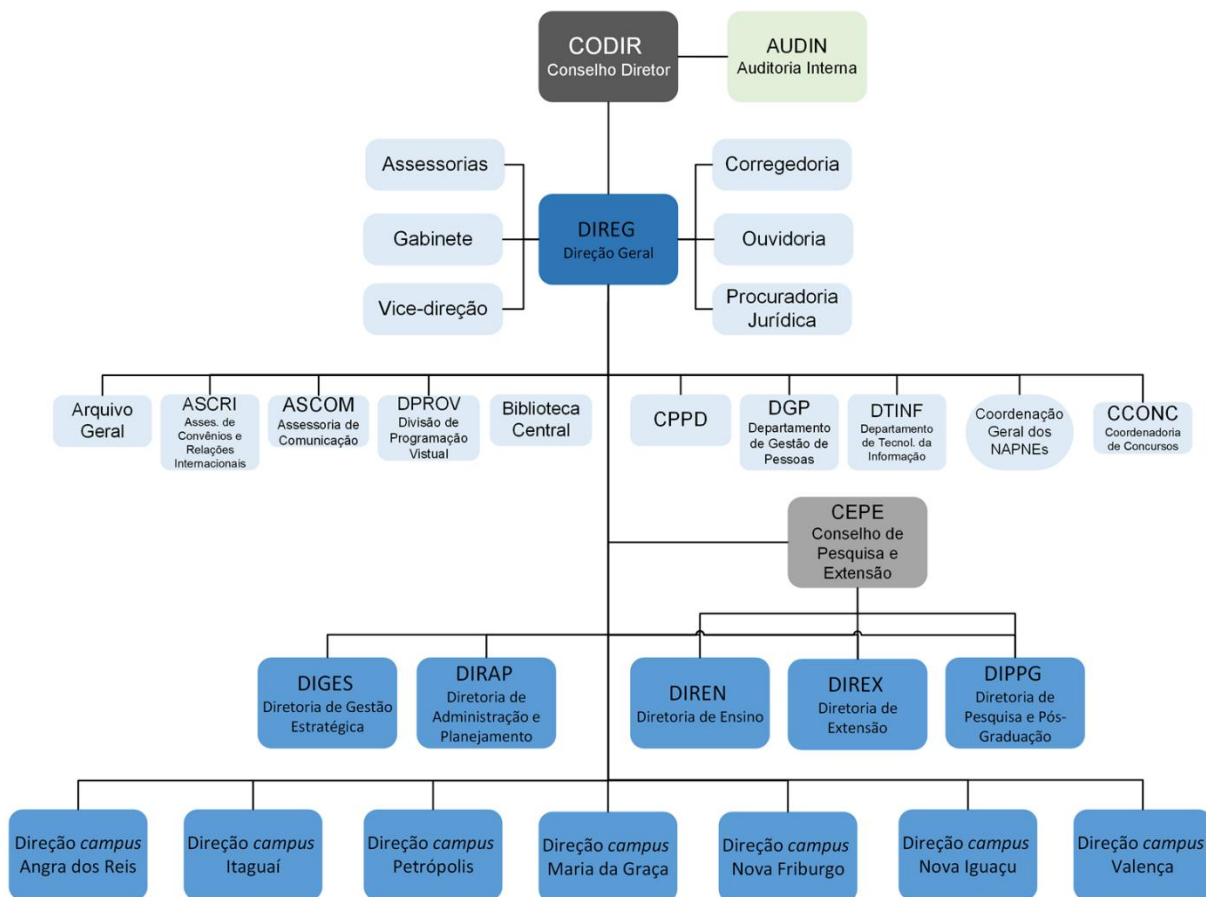 CODIR
Conselho Diretor
AUDIN
Auditoria Interna
Assessorias
Corregedoria
Gabinete
DIREG
Direção Geral
Ouvidoria
Vice-direção
Procuradoria
Jurídica
Arquivo
Geral
ASCRI
Asses. de
Convênios e
Relações
Internacionais
ASCOM
Assessoria de
Comunicação
DPROV
Divisão de
Programação
Vistual
Biblioteca
Central
CPPD
DGP
Departamento
de Gestão de
Pessoas
DTINF
Departamento
de Tecnol. da
Informação
Coordenação
Geral dos
NAPNEs
CCONC
Coordenadoria
de Concursos
CEPE
Conselho de
Pesquisa e
Extensão
DIGES
Diretoria de Gestão
Estratégica
DIRAP
Diretoria de
Administração e
Planejamento
DIREN
Diretoria de Ensino
DIREX
Diretoria de
Extensão
DIPPG
Diretoria de
Pesquisa e Pós-
Graduação
Direção campus
Angra dos Reis
Direção campus
Itaguaí
Direção campus
Petrópolis
Direção campus
Maria da Graça
Direção campus
Nova Friburgo
Direção campus
Nova Iguaçu
Direção campus
Valença